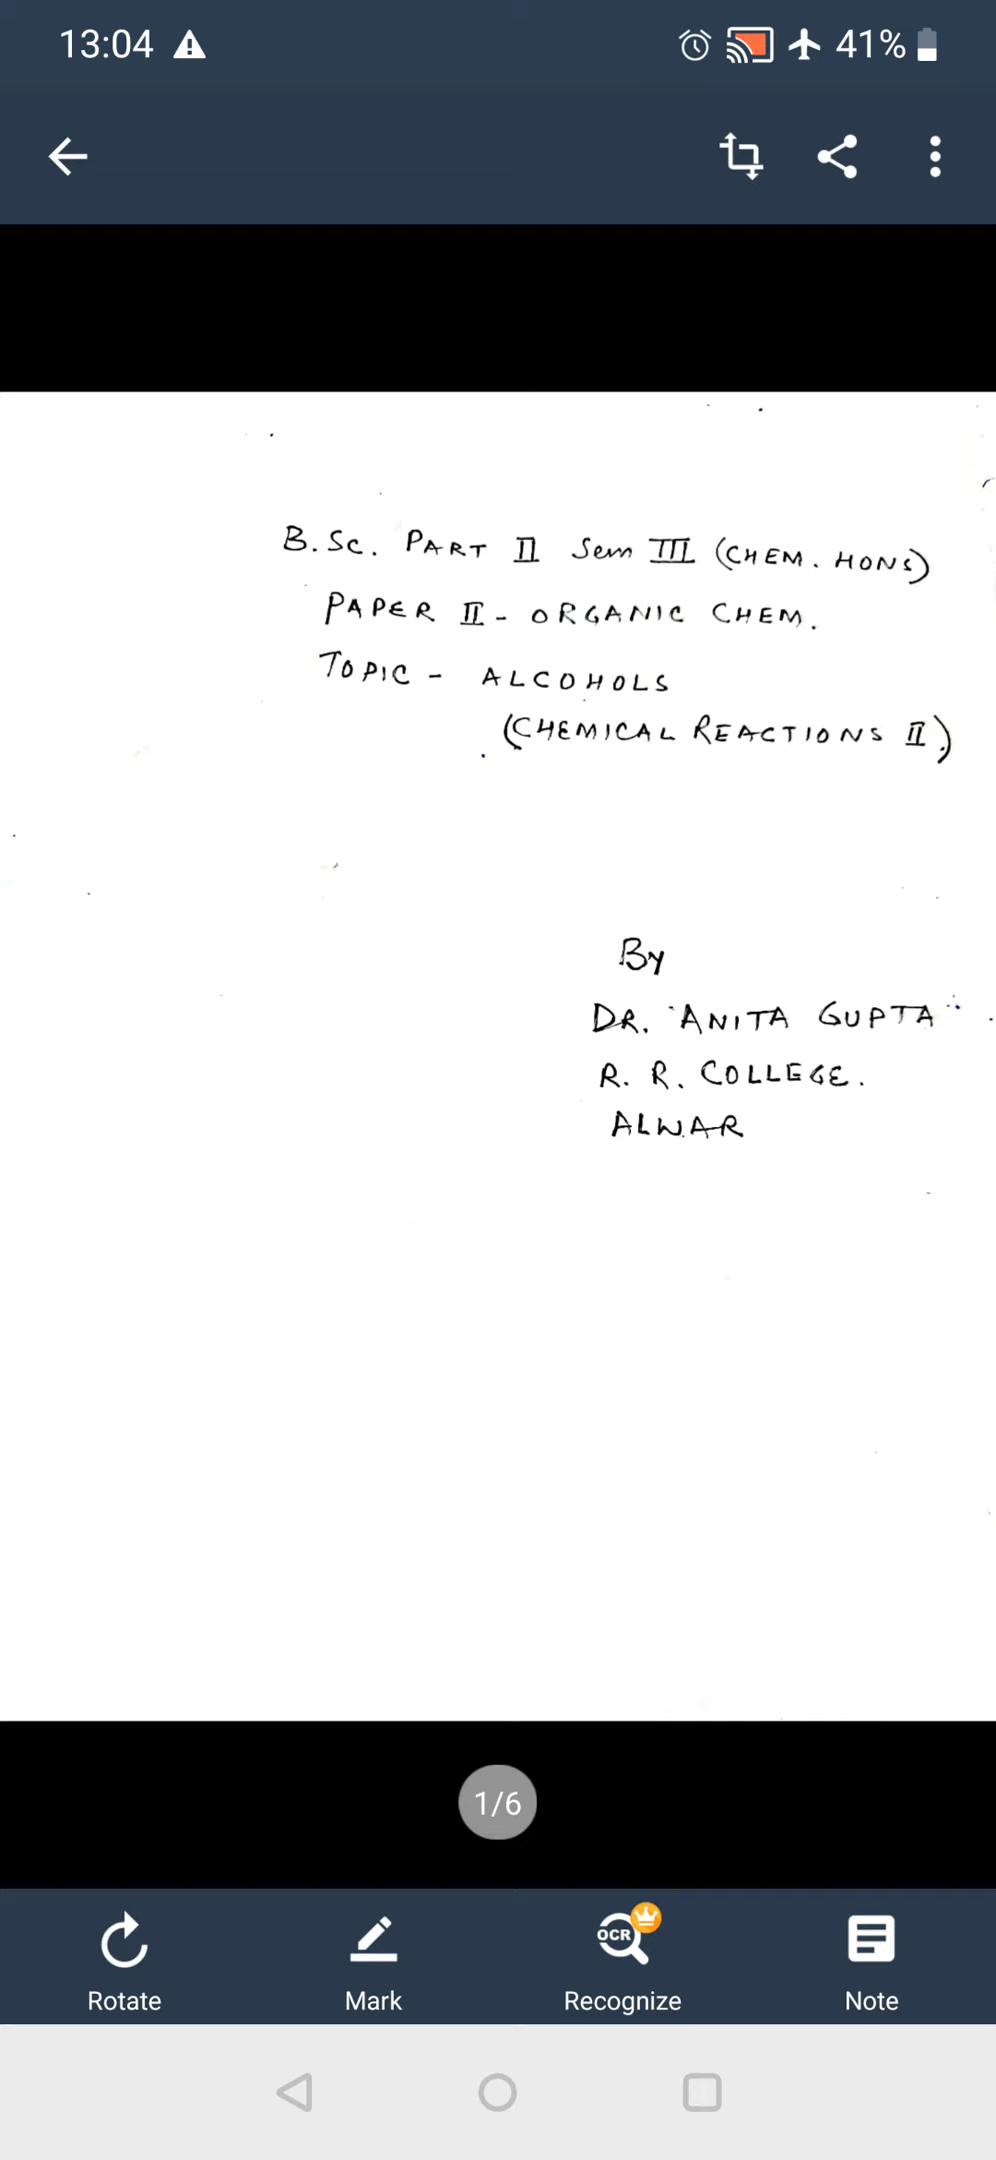 13:04
41%
B.Sc. PART II Sem III (CHEM. HONS)
PAPER II - ORGANIC CHEM.
TOPIC - ALCOHOLS
(CHEMICAL REACTIONS II)
By
DR. ANITA GUPTA
R. R. COLLEGE.
ALWAR
1/6
OCR
Rotate
Mark
Recognize
Note